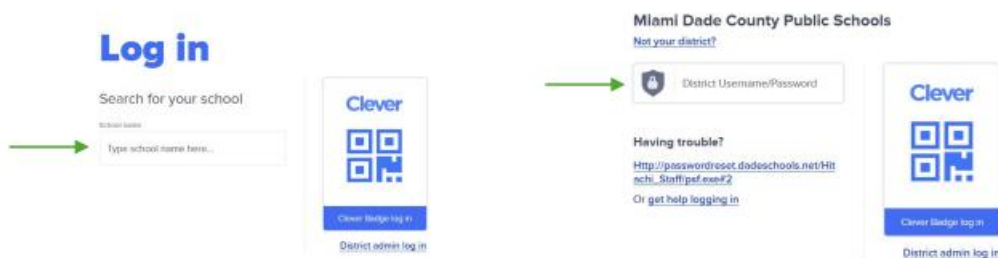 Log in
Search for your school
School name
Type school name here...
Clever
Clever Badge log in
District admin log in
Miami Dade County Public Schools
Not your district?
District Username/Password
Having trouble?
Http://passwordreset.dadeschools.net/Hit
achi_Staff/psf.exe#2
Or get help logging in
Clever
Clever Badge log in
District admin log in